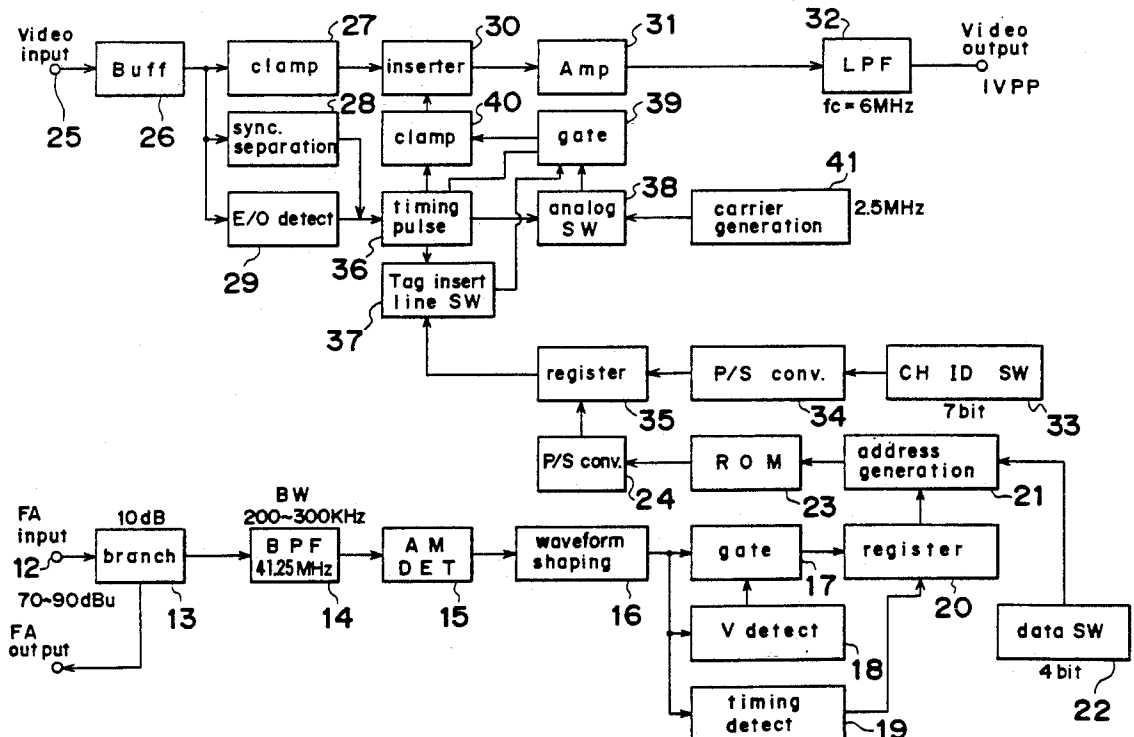 Video
input
25
Buff
26
clamp
27
inserter
30
Amp
31
LPF
32
fc=6MHz
Video
output
1VPP
sync.
separation
28
clamp
40
gate
39
E/O detect
29
timing
pulse
36
analog
SW
38
carrier
generation
41
2.5MHz
Tag insert
line SW
37
register
35
P/S conv.
34
CH ID SW
7bit
33
P/S conv.
24
ROM
23
address
generation
21
FA
input
12
10dB
branch
13
70~90dBu
FA
output
BW
200~300KHz
BPF
41.25MHz
14
AM
DET
15
waveform
shaping
16
gate
17
register
20
V detect
18
timing
detect
19
data SW
4bit
22